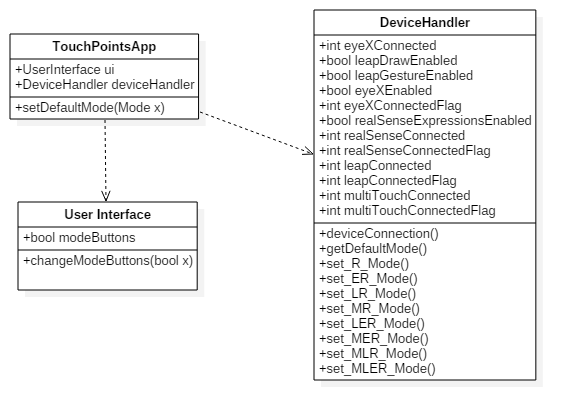 TouchPointsApp
+UserInterface ui
+DeviceHandler deviceHandler
+setDefaultMode(Mode x)
User Interface
+bool modeButtons
+changeModeButtons(bool x)
DeviceHandler
+int eyeXConnected
+bool leapDrawEnabled
+bool leapGestureEnabled
+bool eyeXEnabled
+int eyeXConnectedFlag
+bool realSenseExpressionsEnabled
+int realSenseConnected
+int realSenseConnectedFlag
+int leapConnected
+int leapConnectedFlag
+int multiTouchConnected
+int multiTouchConnectedFlag
+deviceConnection()
+getDefaultMode()
+set_R_Mode()
+set_ER_Mode()
+set_LR_Mode()
+set_MR_Mode()
+set_LER_Mode()
+set_MER_Mode()
+set_MLR_Mode()
+set_MLER_Mode()